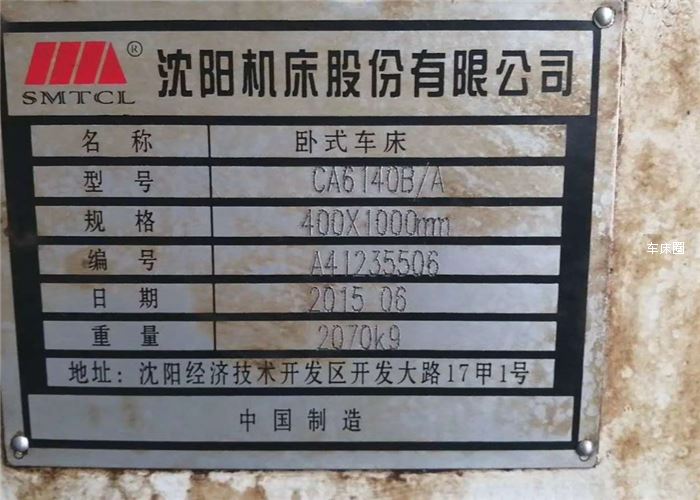 SMTCL
®
沈阳机床股份有限公司
名称 卧式车床
型号 CA6140B/A
规格 400X1000mm
编号 A41235506
日期 2015 06
重量 2070kg
地址：沈阳经济技术开发区开发大路17甲1号
中国制造
车床圈